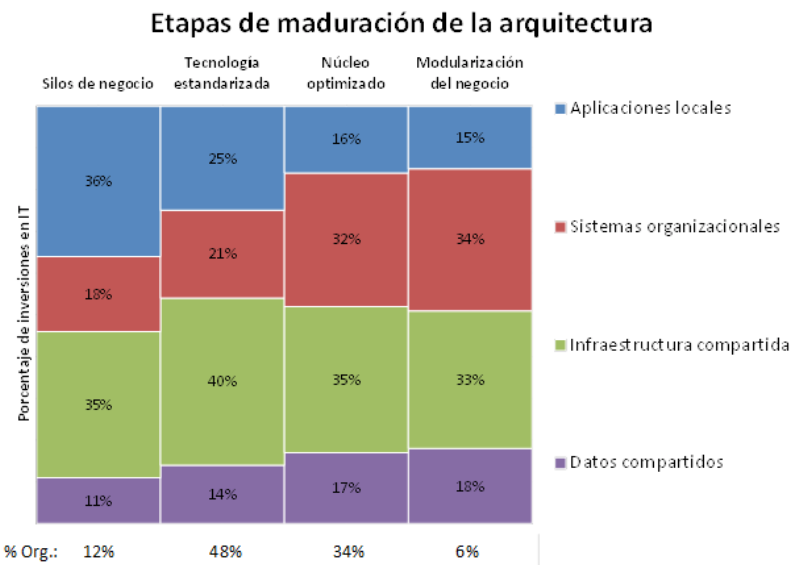 Etapas de maduración de la arquitectura
Silos de negocio
Tecnología
estandarizada
Núcleo
optimizado
Modularización
del negocio
Porcentaje de inversiones en IT
36%
25%
16%
15%
18%
21%
32%
34%
35%
40%
35%
33%
11%
14%
17%
18%
Aplicaciones locales
Sistemas organizacionales
Infraestructura compartida
Datos compartidos
% Org.: 12% 48% 34% 6%